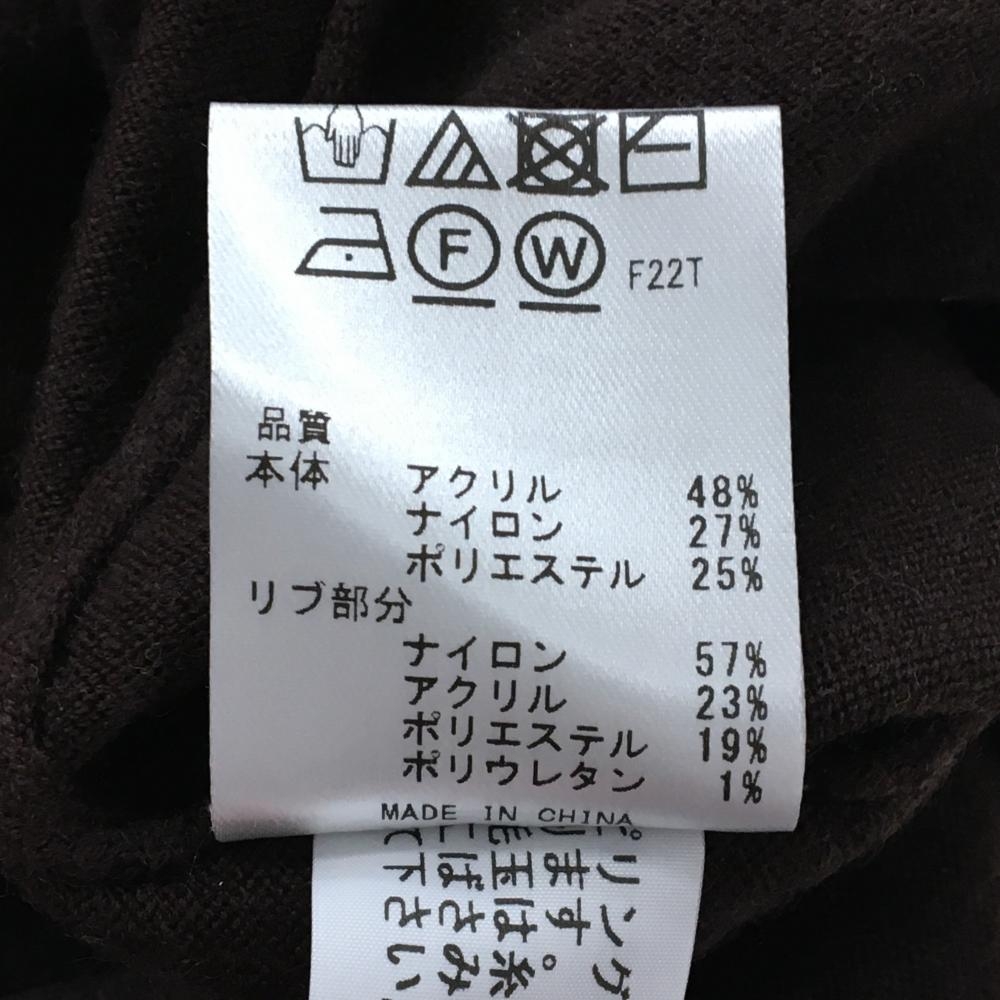 F W F22T
品質
本体 アクリル 48%
ナイロン 27%
ポリエステル 25%
リブ部分
ナイロン 57%
アクリル 23%
ポリエステル 19%
ポリウレタン 1%
MADE IN CHINA